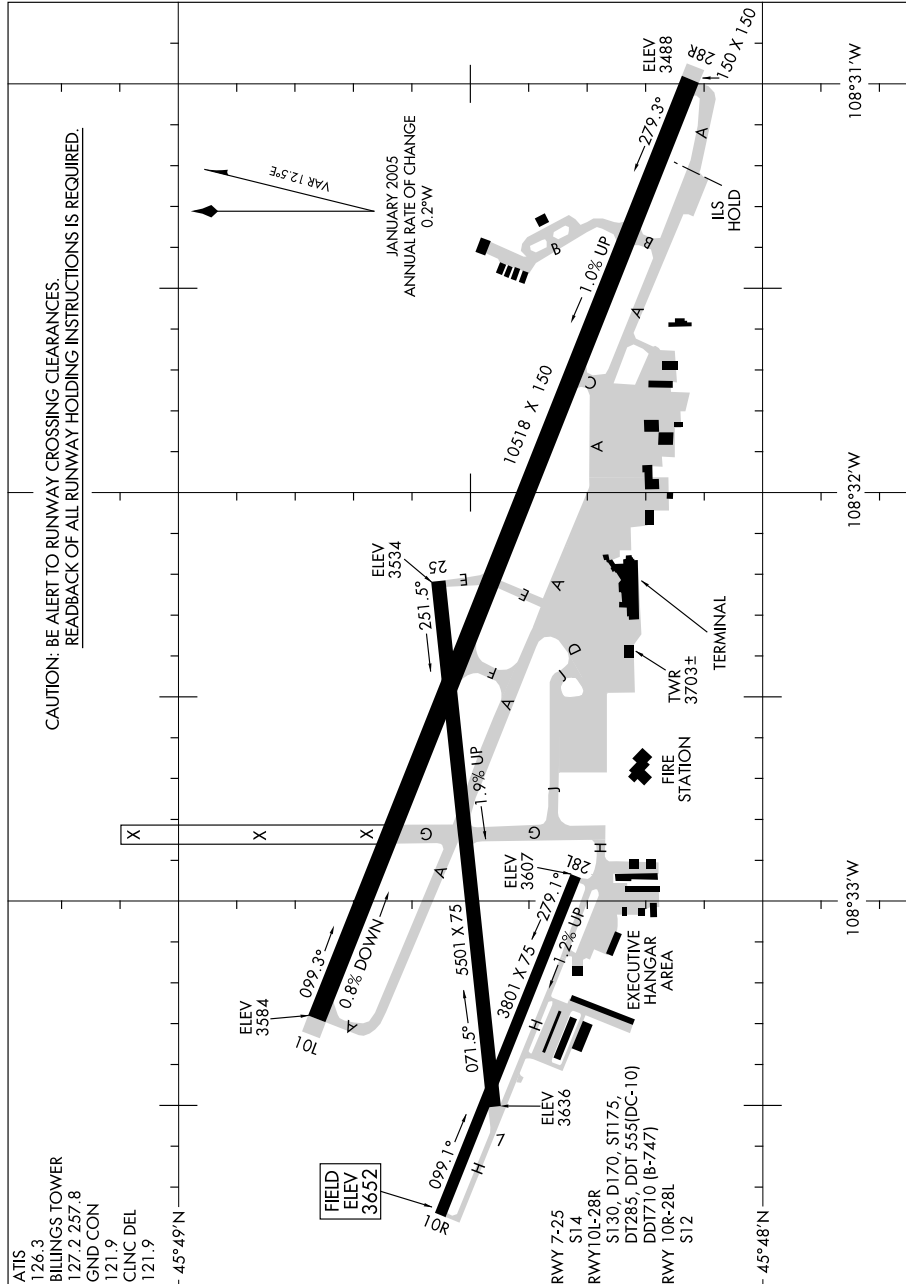 ATIS
126.3
BILLINGS TOWER
127.2 257.8
GND CON
121.9
CLNC DEL
121.9
CAUTION: BE ALERT TO RUNWAY CROSSING CLEARANCES.
READBACK OF ALL RUNWAY HOLDING INSTRUCTIONS IS REQUIRED.
45°49'N
X
X
X
VAR 12.5°E
JANUARY 2005
ANNUAL RATE OF CHANGE
0.2°W
ELEV
3584
10L
099.3°
0.8% DOWN
A
A
G
G
ELEV
3534
25
251.5°
E
E
F
A
A
D
J
J
10518 X 150
1.0% UP
279.3°
ELEV
3488
28R
150 X 150
B
B
A
A
A
C
ILS
HOLD
FIELD
ELEV
3652
10R
099.1°
H
7
ELEV
3636
071.5°
5501 X 75
1.9% UP
3801 X 75
279.1°
1.2% UP
ELEV
3607
28L
H
H
EXECUTIVE
HANGAR
AREA
FIRE
STATION
TWR
3703±
TERMINAL
RWY 7-25
S14
RWY10L-28R
S130, D170, ST175,
DT285, DDT 555(DC-10)
DDT710 (B-747)
RWY 10R-28L
S12
45°48'N
108°33'W
108°32'W
108°31'W